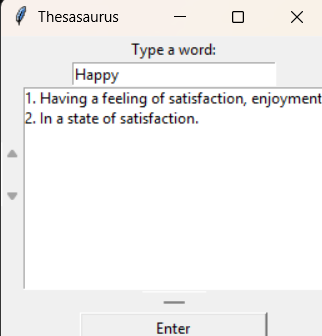 Thesasaurus
Type a word:
Happy
1. Having a feeling of satisfaction, enjoyment
2. In a state of satisfaction.
Enter